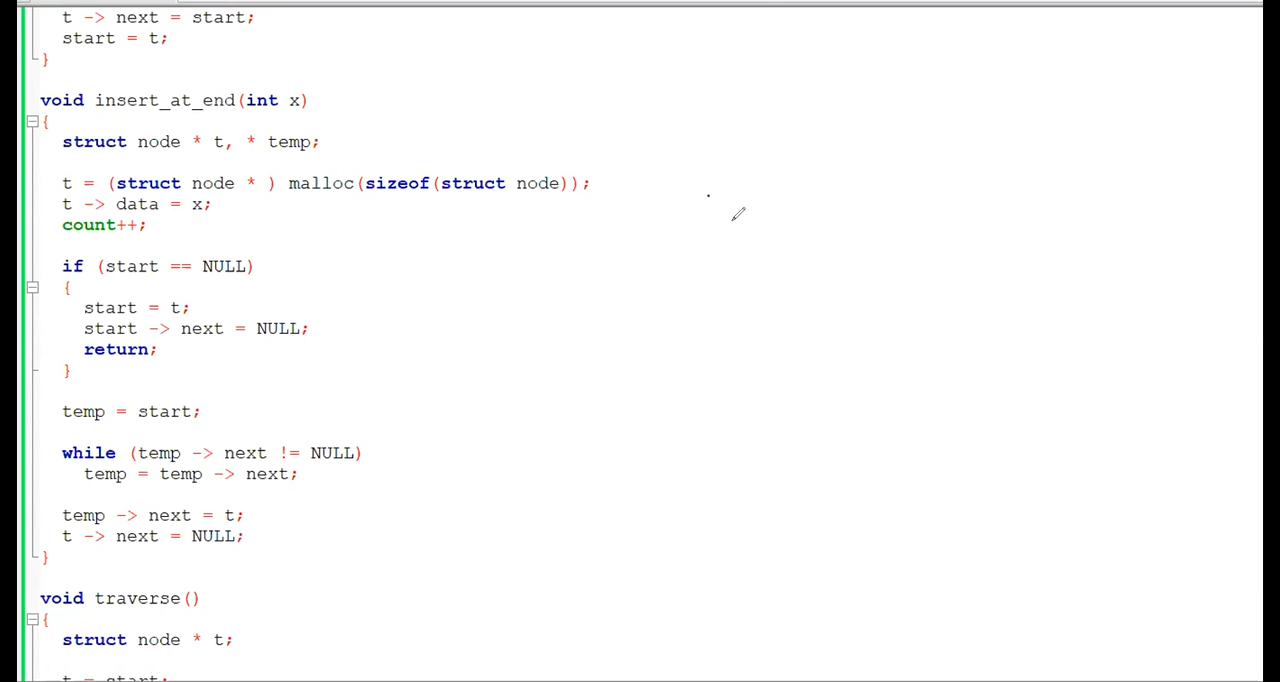 t -> next = start;
start = t;
}
void insert_at_end(int x)
{
struct node * t, * temp;
t = (struct node * ) malloc(sizeof(struct node));
t -> data = x;
count++;
if (start == NULL)
{
start = t;
start -> next = NULL;
return;
}
temp = start;
while (temp -> next != NULL)
temp = temp -> next;
temp -> next = t;
t -> next = NULL;
}
void traverse()
{
struct node * t;
t = start;